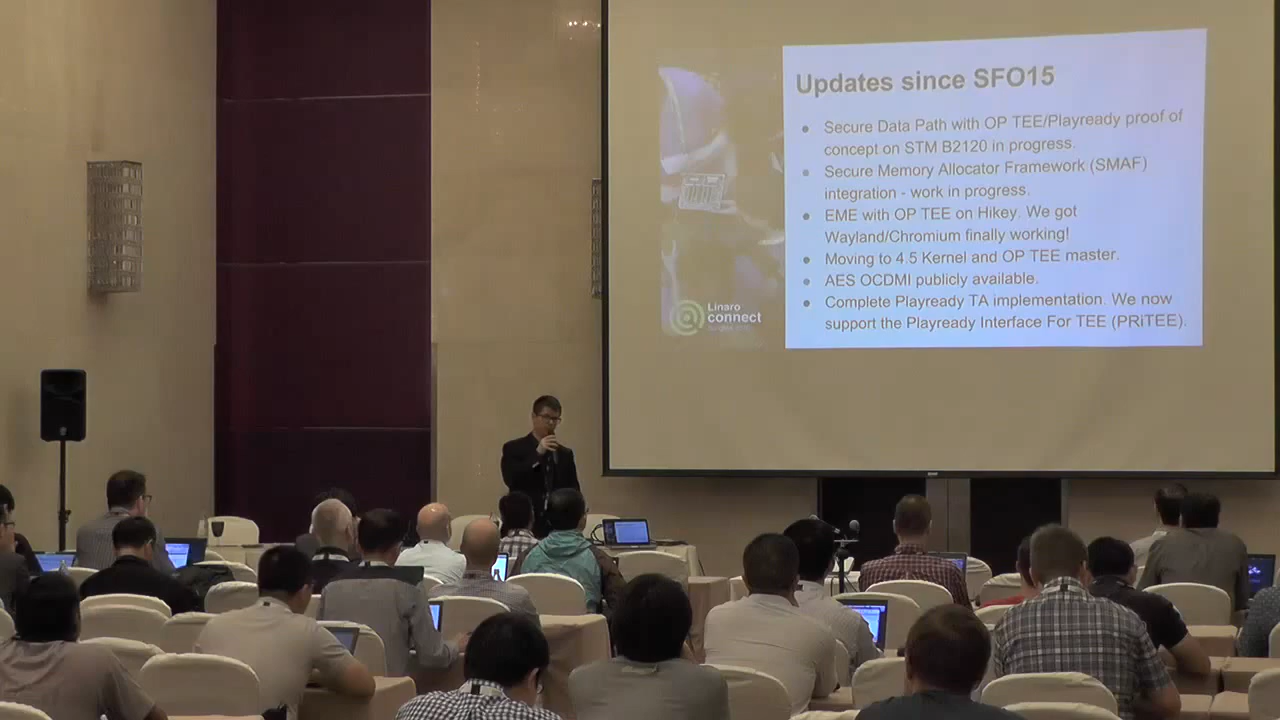 Updates since SFO15
Secure Data Path with OP TEE/Playready proof of
concept on STM B2120 in progress.
Secure Memory Allocator Framework (SMAF)
integration - work in progress.
EME with OP TEE on Hikey. We got
Wayland/Chromium finally working!
Moving to 4.5 Kernel and OP TEE master.
AES OCDMI publicly available.
Complete Playready TA implementation. We now
support the Playready Interface For TEE (PRiTEE).
Linaro
connect